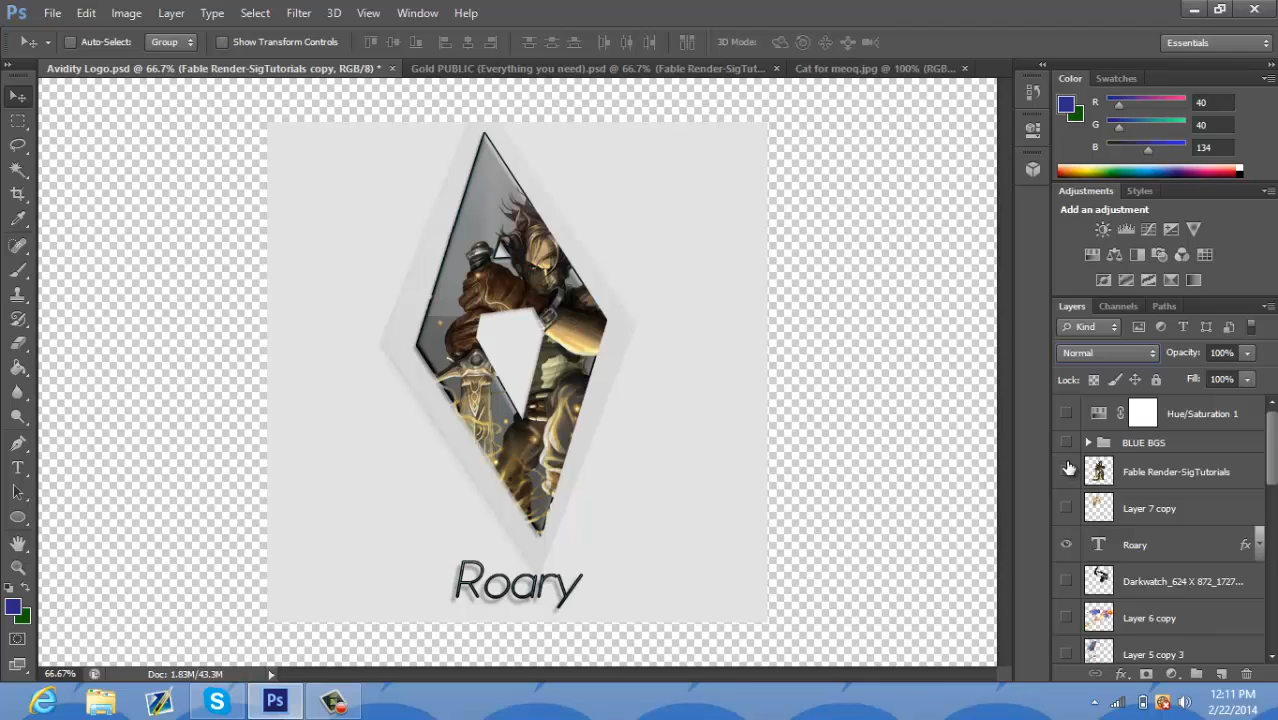 Ps File Edit Image Layer Type Select Filter 3D View Window Help
Auto-Select: Group Show Transform Controls 3D Mode: Essentials
Avidity Logo.psd @ 66.7% (Fable Render-SigTutorials copy, RGB/8) * × Gold PUBLIC (Everything you need).psd @ 66.7% (Fable Render-SigTut... × Cat for meoq.jpg @ 100% (RGB... ×
Color Swatches
R 40
G 40
B 134
Adjustments Styles
Add an adjustment
Layers Channels Paths
Kind
Normal Opacity: 100%
Lock: Fill: 100%
Hue/Saturation 1
BLUE BGS
Fable Render-SigTutorials
Layer 7 copy
T Roary fx
Darkwatch_624 X 872_1727...
Layer 6 copy
Layer 5 copy 3
Roary
66.67% Doc: 1.83M/43.3M
fx
Ps
12:11 PM
2/22/2014